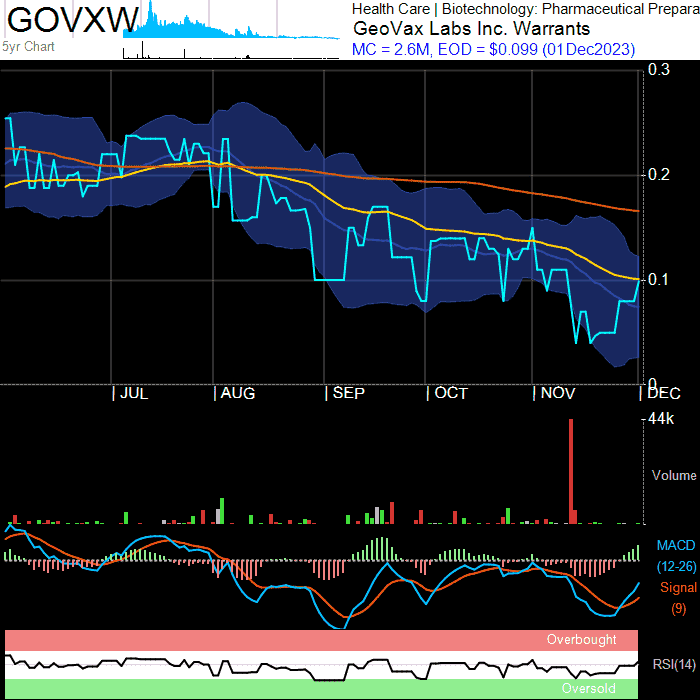 GOVXW
Health Care | Biotechnology: Pharmaceutical Prepara
GeoVax Labs Inc. Warrants
5yr Chart
MC = 2.6M, EOD = $0.099 (01Dec2023)
0.3
0.2
0.1
0
| JUL | AUG | SEP | OCT | NOV | DEC
44k
Volume
MACD
(12-26)
Signal
(9)
Overbought
RSI(14)
Oversold